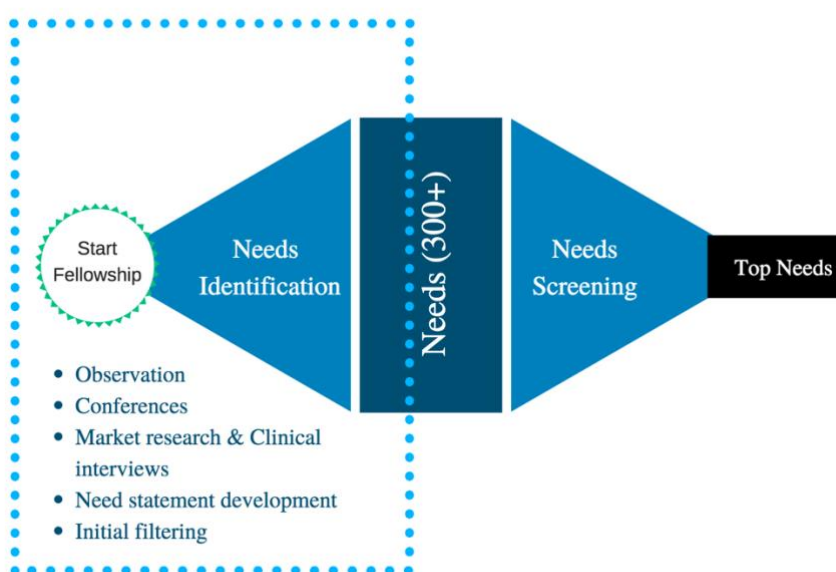 Start
Fellowship
Needs
Identification
Needs (300+)
Needs
Screening
Top Needs
• Observation
• Conferences
• Market research & Clinical
interviews
• Need statement development
• Initial filtering